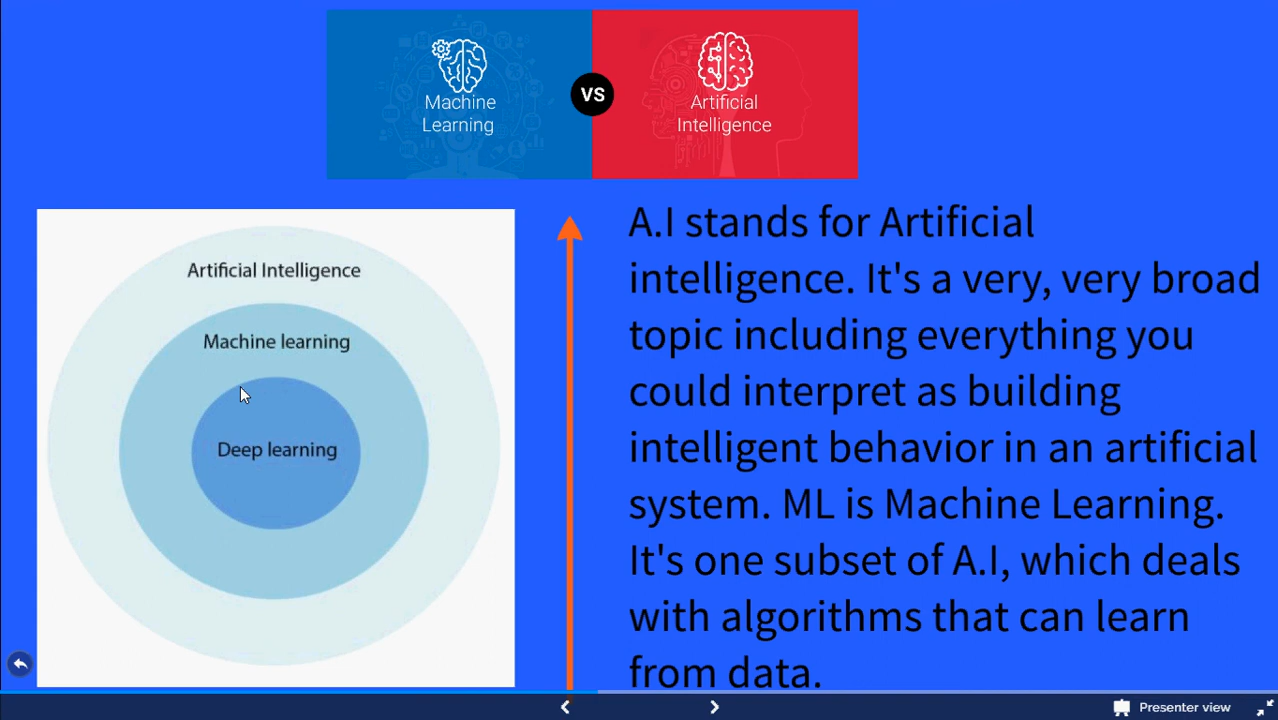 Machine
Learning
VS
Artificial
Intelligence
Artificial Intelligence
Machine learning
Deep learning
A.I stands for Artificial
intelligence. It's a very, very broad
topic including everything you
could interpret as building
intelligent behavior in an artificial
system. ML is Machine Learning.
It's one subset of A.I, which deals
with algorithms that can learn
from data.
Presenter view